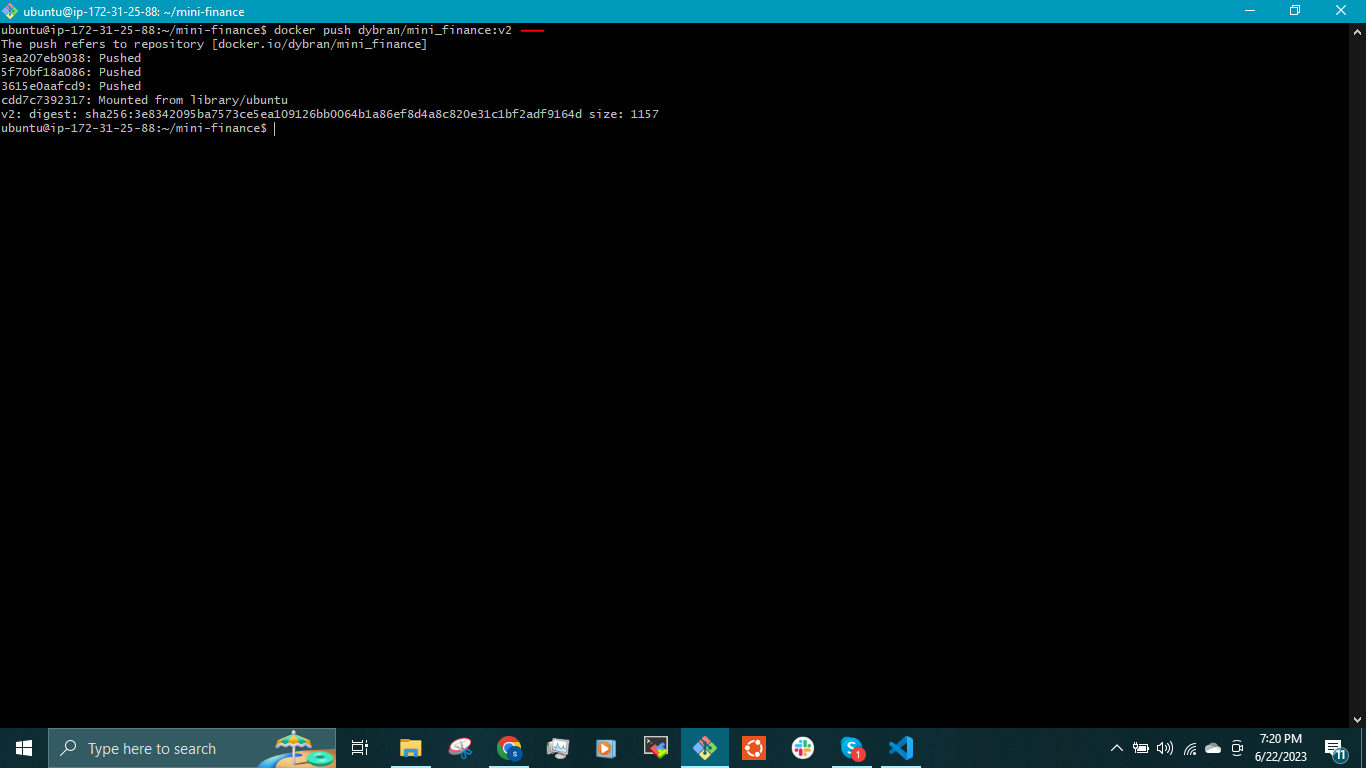 ubuntu@ip-172-31-25-88: ~/mini-finance
ubuntu@ip-172-31-25-88:~/mini-finance$ docker push dybran/mini_finance:v2
The push refers to repository [docker.io/dybran/mini_finance]
3ea207eb9038: Pushed
5f70bf18a086: Pushed
3615e0aafcd9: Pushed
cdd7c7392317: Mounted from library/ubuntu
v2: digest: sha256:3e8342095ba7573ce5ea109126bb0064b1a86ef8d4a8c820e31c1bf2adf9164d size: 1157
ubuntu@ip-172-31-25-88:~/mini-finance$
Type here to search
S
1
7:20 PM
6/22/2023
11